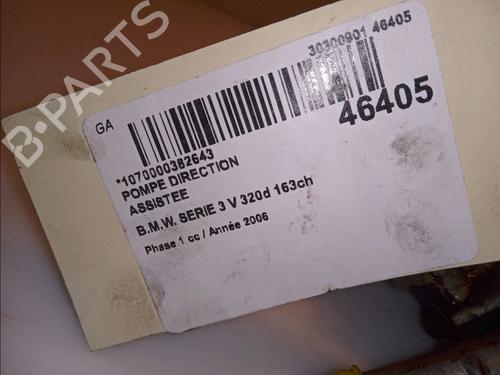 B-PARTS
30300901 46405
GA
46405
*1070000382643
POMPE DIRECTION
ASSISTEE
B.M.W. SERIE 3 V 320d 163ch
Phase 1 cc / Année 2006